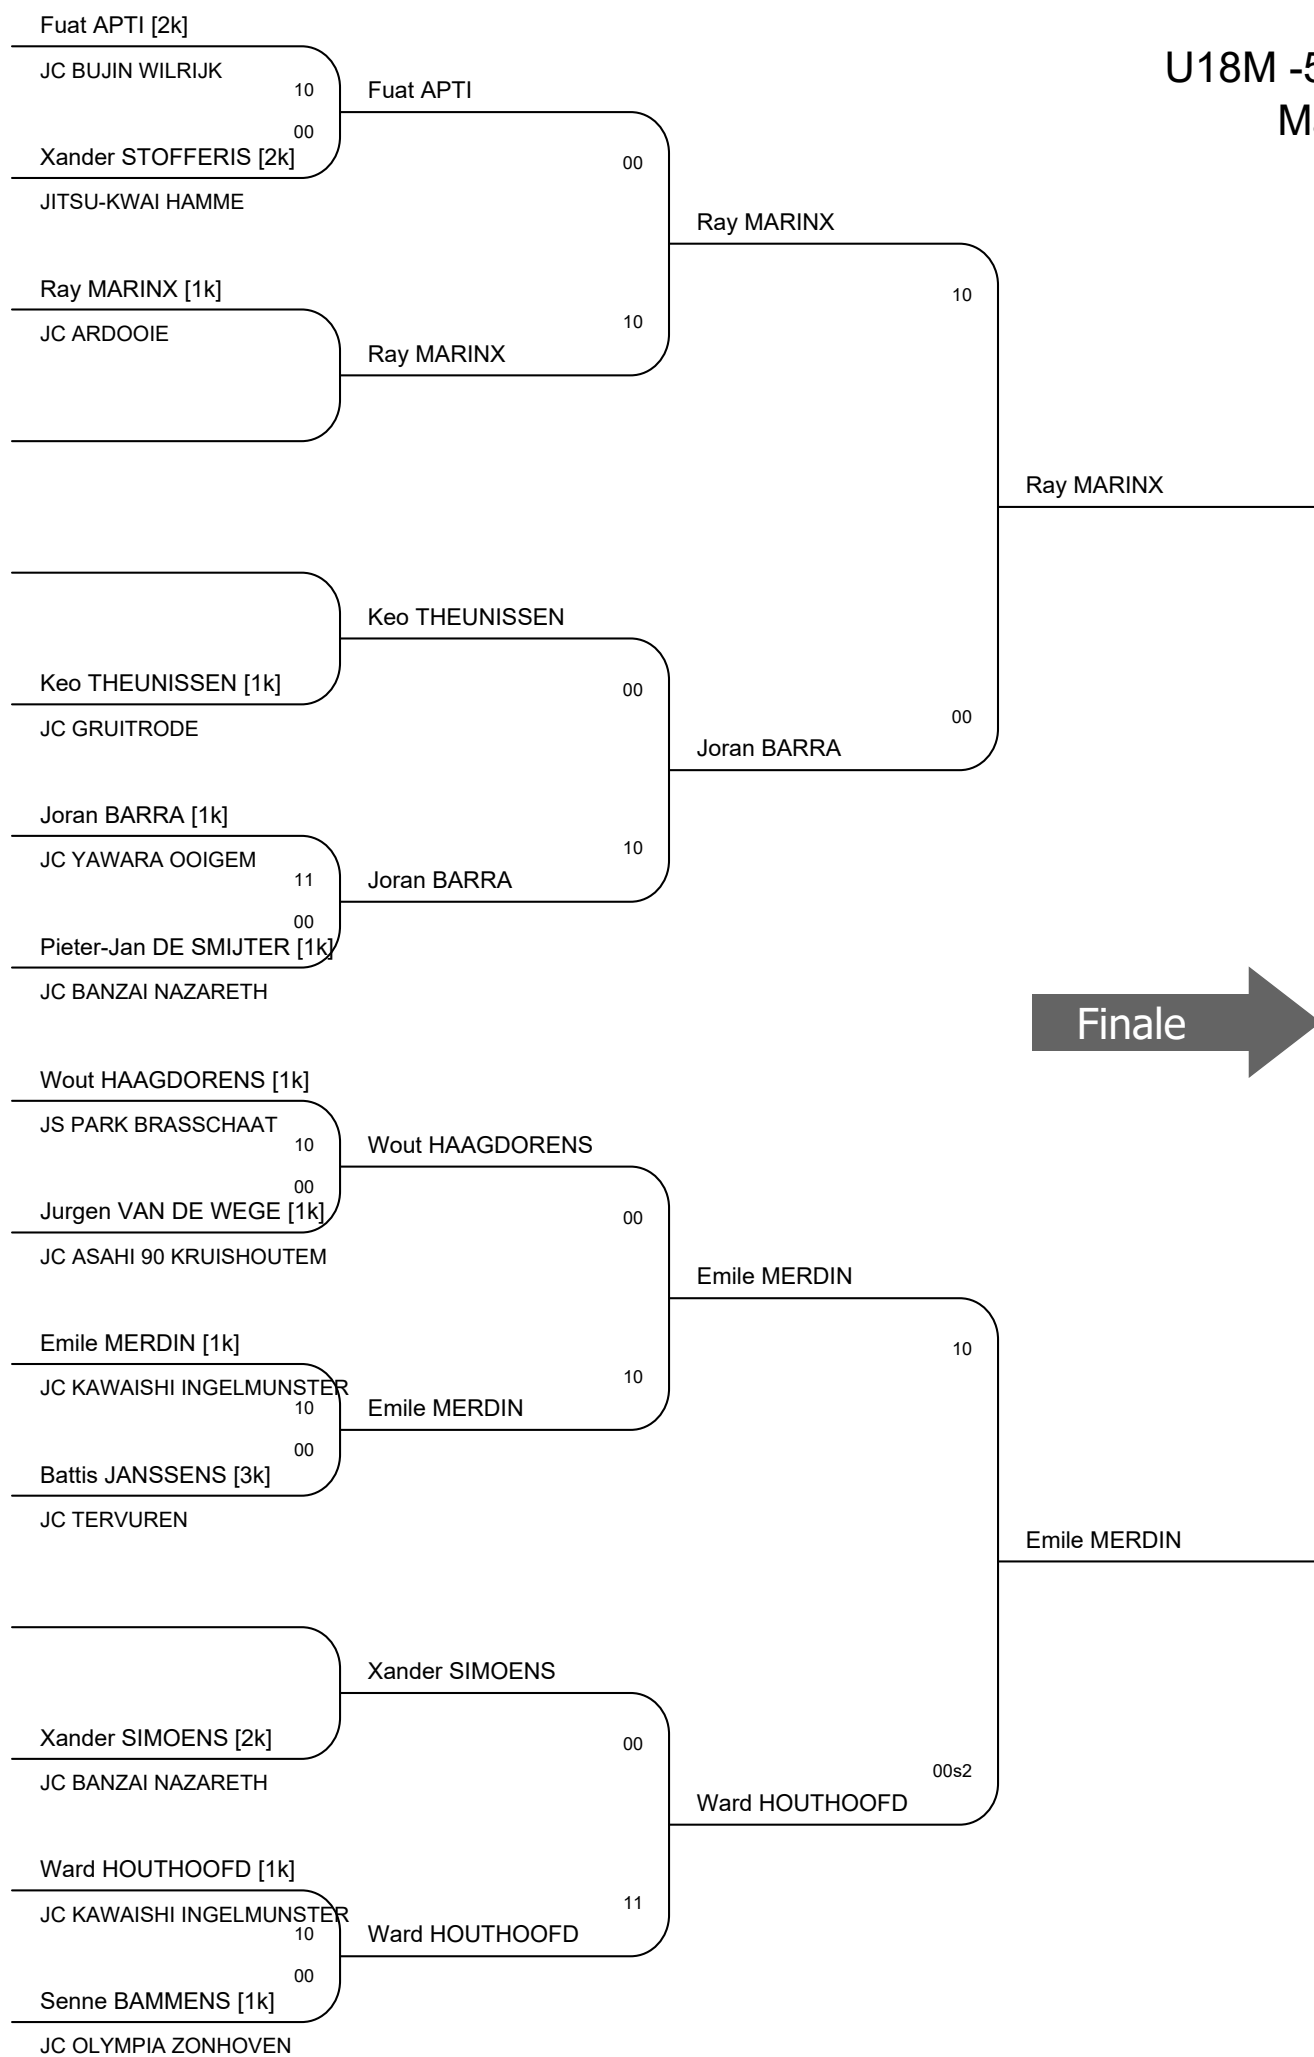 Fuat APTI [2k]
JC BUJIN WILRIJK
10
00
Xander STOFFERIS [2k]
JITSU-KWAI HAMME
Ray MARINX [1k]
JC ARDOOIE
Keo THEUNISSEN [1k]
JC GRUITRODE
Joran BARRA [1k]
JC YAWARA OOIGEM
11
00
Pieter-Jan DE SMIJTER [1k]
JC BANZAI NAZARETH
Wout HAAGDORENS [1k]
JS PARK BRASSCHAAT
10
00
Jurgen VAN DE WEGE [1k]
JC ASAHI 90 KRUISHOUTEM
Emile MERDIN [1k]
JC KAWAISHI INGELMUNSTER
10
00
Battis JANSSENS [3k]
JC TERVUREN
Xander SIMOENS [2k]
JC BANZAI NAZARETH
Ward HOUTHOOFD [1k]
JC KAWAISHI INGELMUNSTER
10
00
Senne BAMMENS [1k]
JC OLYMPIA ZONHOVEN
Fuat APTI
00
10
Ray MARINX
Keo THEUNISSEN
00
10
Joran BARRA
Wout HAAGDORENS
00
10
Emile MERDIN
Xander SIMOENS
00
11
Ward HOUTHOOFD
Ray MARINX
10
00
Joran BARRA
Emile MERDIN
10
00s2
Ward HOUTHOOFD
U18M -5
Ray MARINX
Finale
Emile MERDIN